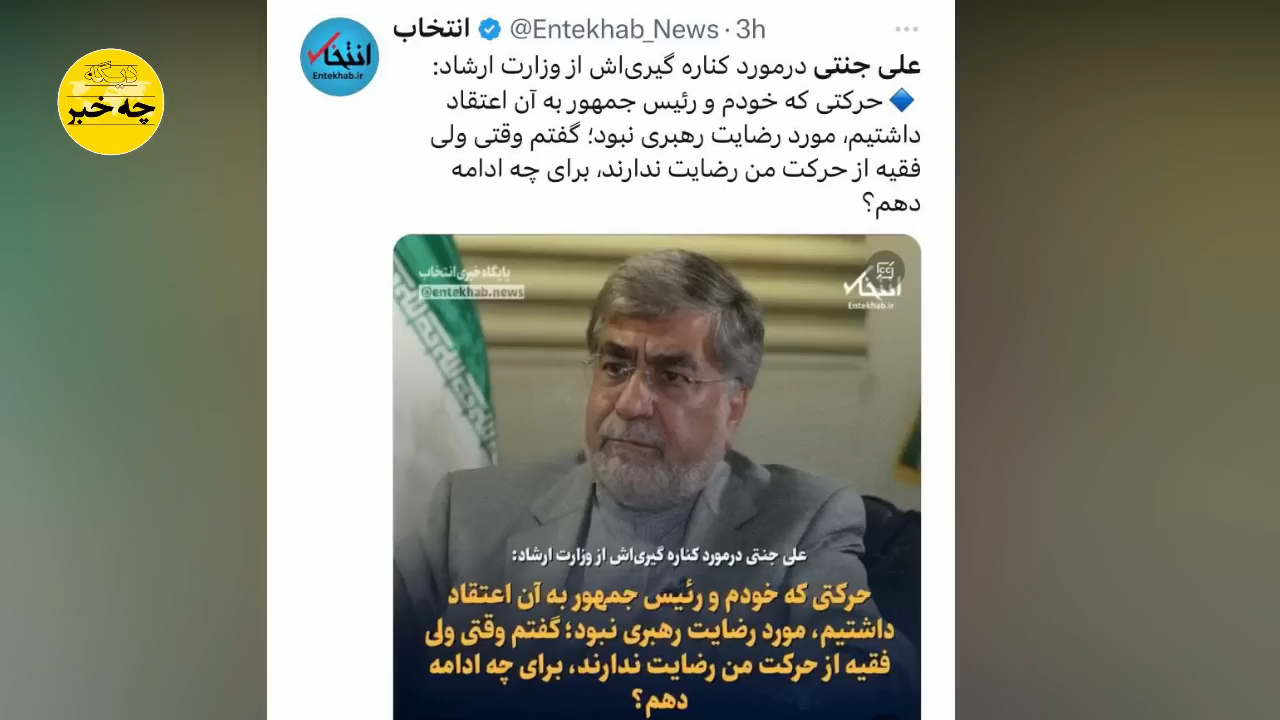 دیگه
چه خبر
انتخاب @Entekhab_News · 3h
انتخاب
Entekhab.ir
علی جنتی درمورد کناره گیری‌اش از وزارت ارشاد:
🔷 حرکتی که خودم و رئیس جمهور به آن اعتقاد
داشتیم، مورد رضایت رهبری نبود؛ گفتم وقتی ولی
فقیه از حرکت من رضایت ندارند، برای چه ادامه
دهم؟
پایگاه خبری انتخاب
@entekhab.news
CC
انتخاب
Entekhab.ir
علی جنتی درمورد کناره گیری‌اش از وزارت ارشاد:
حرکتی که خودم و رئیس جمهور به آن اعتقاد
داشتیم، مورد رضایت رهبری نبود؛ گفتم وقتی ولی
فقیه از حرکت من رضایت ندارند، برای چه ادامه
دهم؟